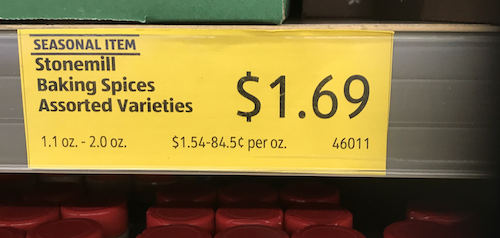 SEASONAL ITEM
Stonemill
Baking Spices
Assorted Varieties
$1.69
1.1 oz. - 2.0 oz. $1.54-84.5¢ per oz. 46011